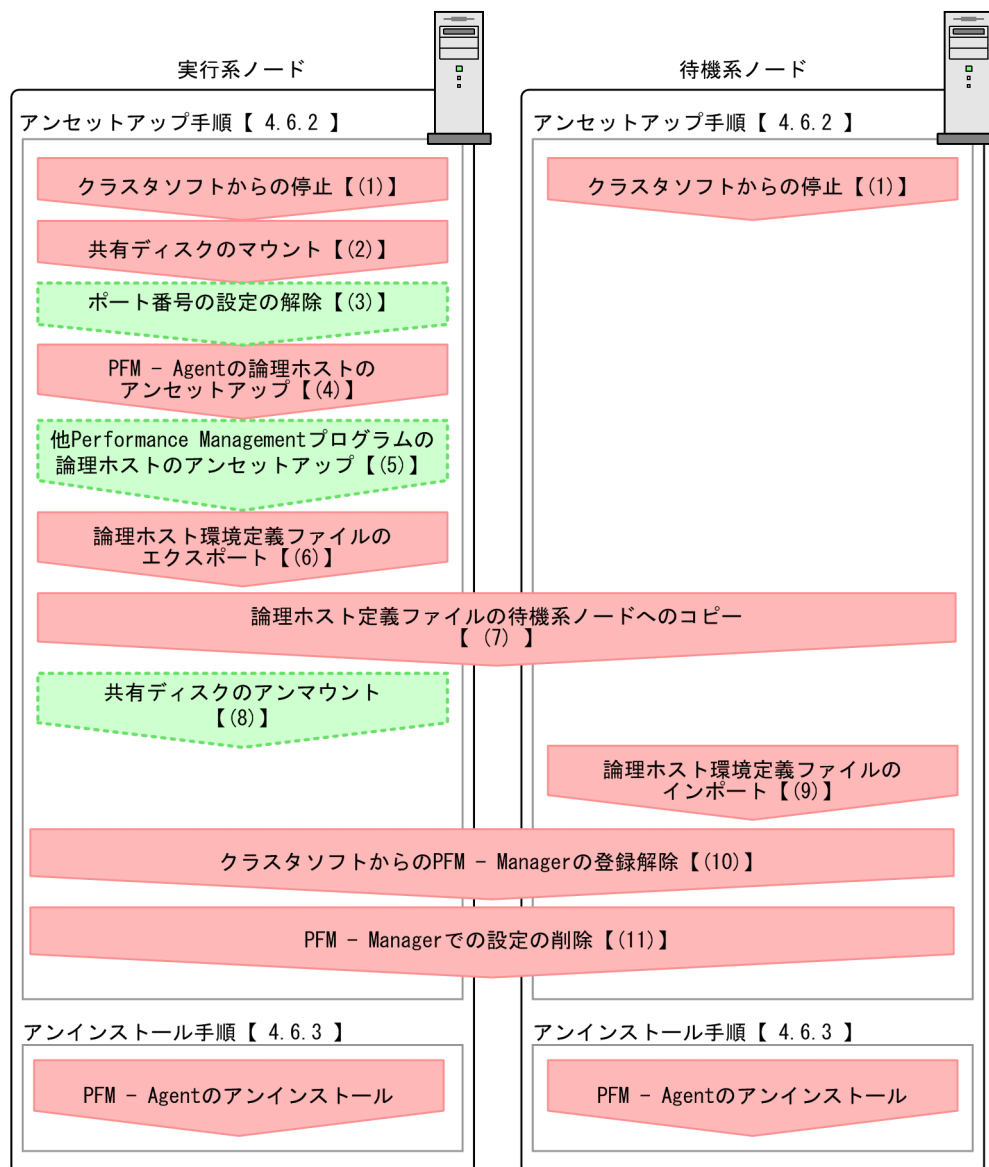 実行系ノード
待機系ノード
アンセットアップ手順【 4.6.2 】
アンセットアップ手順【 4.6.2 】
クラスタソフトからの停止【(1)】
クラスタソフトからの停止【(1)】
共有ディスクのマウント【(2)】
ポート番号の設定の解除【(3)】
PFM － Agentの論理ホストの
アンセットアップ【(4)】
他Performance Managementプログラムの
論理ホストのアンセットアップ【(5)】
論理ホスト環境定義ファイルの
エクスポート【(6)】
論理ホスト定義ファイルの待機系ノードへのコピー
【 (7) 】
共有ディスクのアンマウント
【(8)】
論理ホスト環境定義ファイルの
インポート【(9)】
クラスタソフトからのPFM － Managerの登録解除【(10)】
PFM － Managerでの設定の削除【(11)】
アンインストール手順【 4.6.3 】
アンインストール手順【 4.6.3 】
PFM － Agentのアンインストール
PFM － Agentのアンインストール